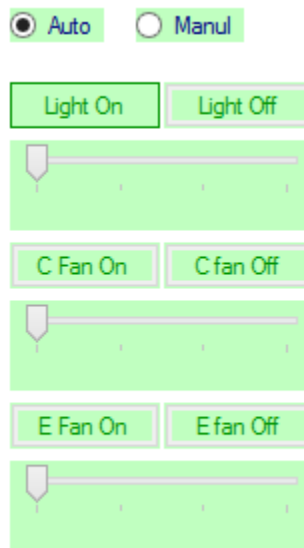 Auto Manul
Light On Light Off
C Fan On C fan Off
E Fan On E fan Off